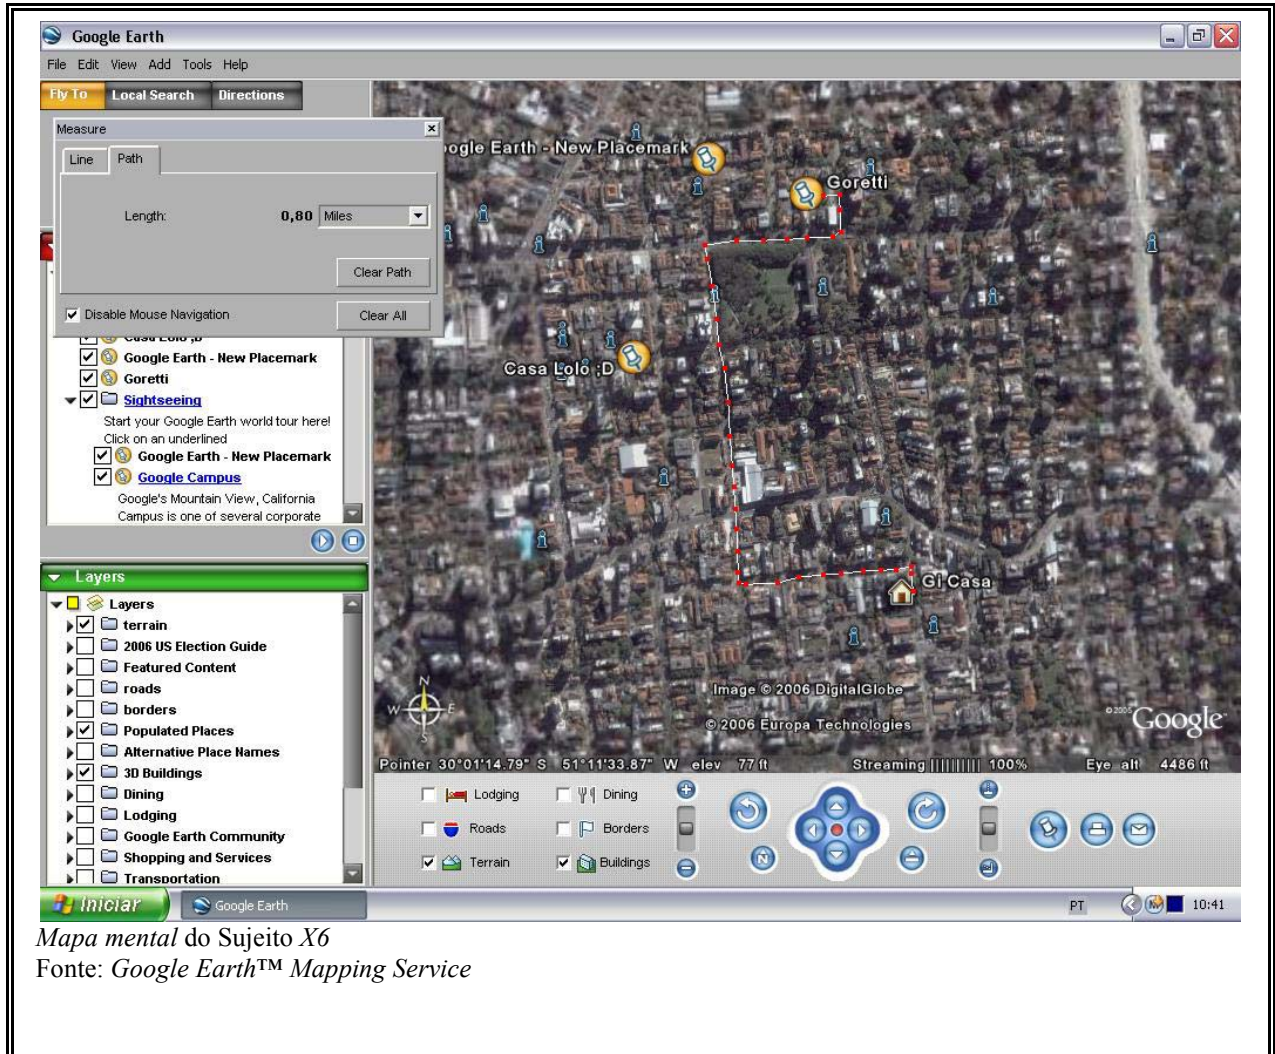 Google Earth
File Edit View Add Tools Help
Fly To Local Search Directions
Measure
Line Path
Length: 0,80 Miles
Clear Path
Disable Mouse Navigation Clear All
Casa Lolo ;D
Google Earth - New Placemark
Goretti
Sightseeing
Start your Google Earth world tour here!
Click on an underlined
Google Earth - New Placemark
Google Campus
Google's Mountain View, California
Campus is one of several corporate
Layers
Layers
terrain
2006 US Election Guide
Featured Content
roads
borders
Populated Places
Alternative Place Names
3D Buildings
Dining
Lodging
Google Earth Community
Shopping and Services
Transportation
ogle Earth - New Placemark
Goretti
Casa Lolo ;D
Gi Casa
N
W E
S
Image © 2006 DigitalGlobe
© 2006 Europa Technologies
© 2005 Google
Pointer 30°01'14.79" S 51°11'33.87" W elev 77 ft Streaming |||||||||| 100% Eye alt 4486 ft
Lodging Dining
Roads Borders
Terrain Buildings
N
Iniciar Google Earth PT 10:41
Mapa mental do Sujeito X6
Fonte: Google Earth™ Mapping Service